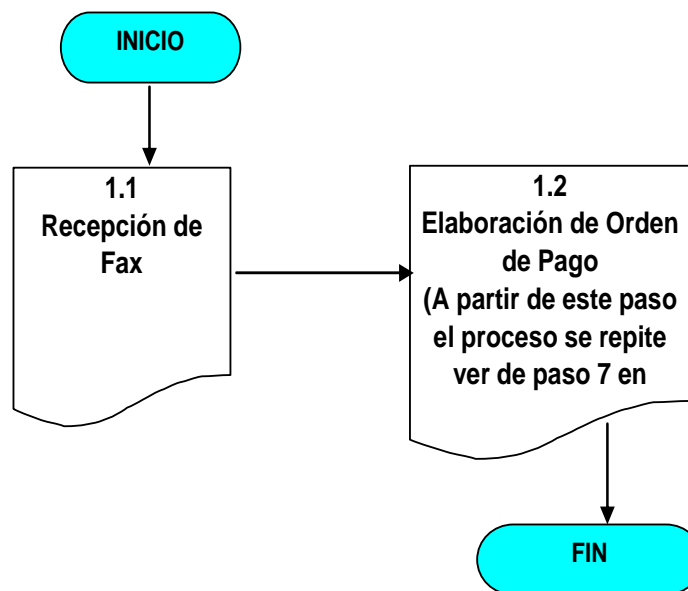 INICIO
1.1
Recepción de
Fax
1.2
Elaboración de Orden
de Pago
(A partir de este paso
el proceso se repite
ver de paso 7 en
FIN